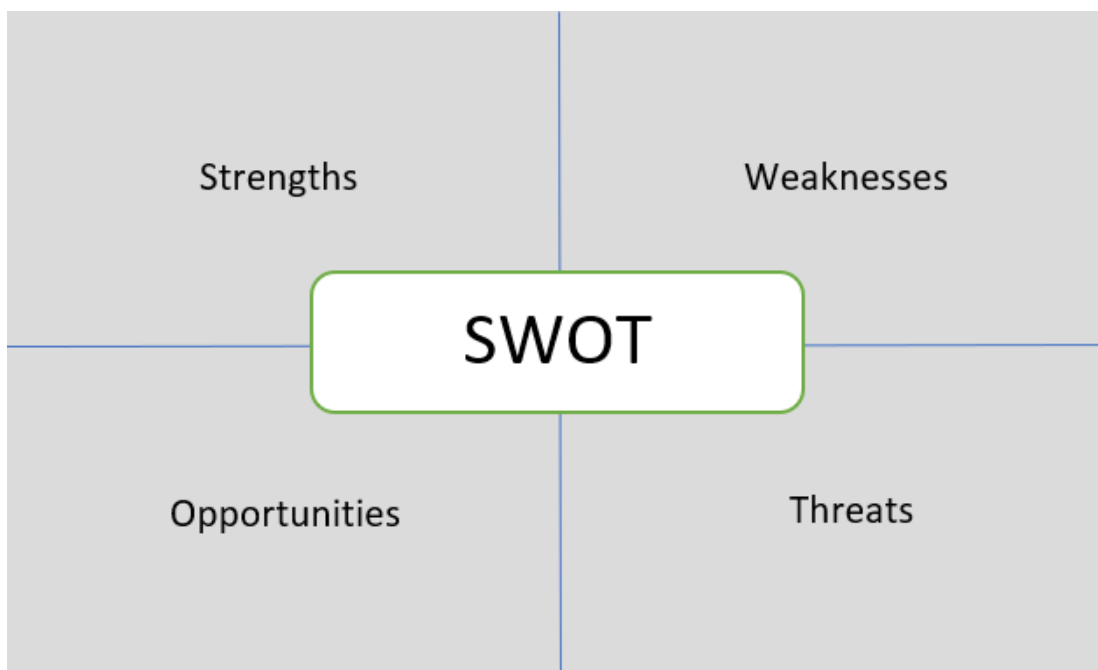 Strengths
Weaknesses
SWOT
Opportunities
Threats